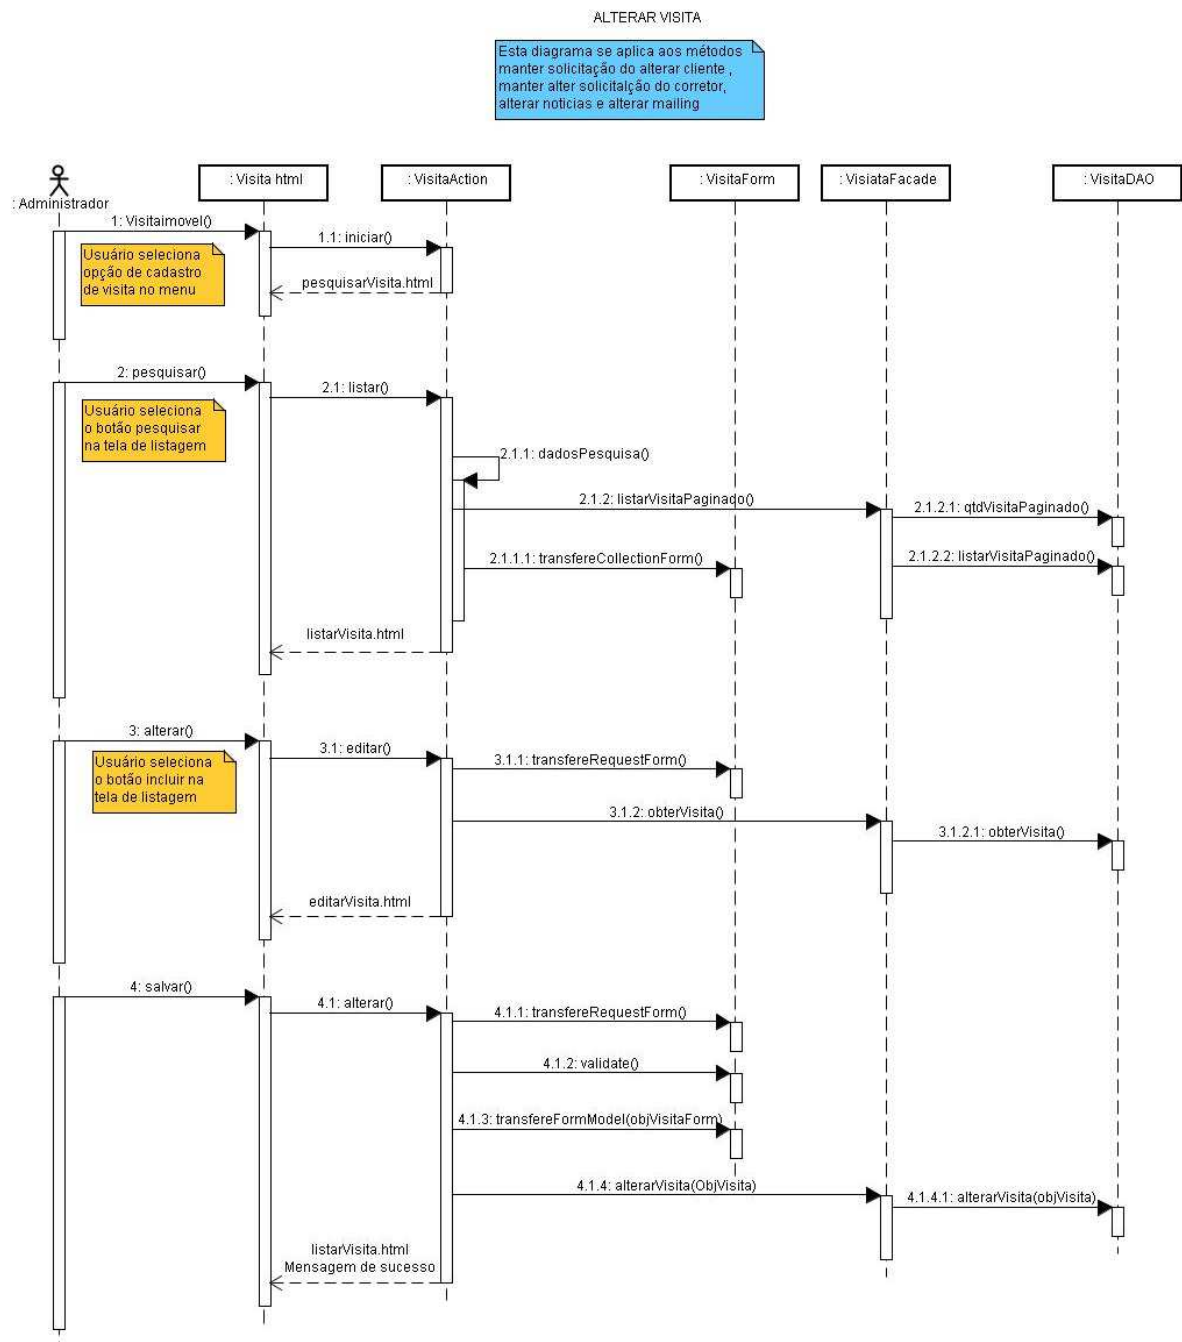 ALTERAR VISITA
Esta diagrama se aplica aos métodos
manter solicitação do alterar cliente ,
manter alter solicitalção do corretor,
alterar noticias e alterar mailing
: Administrador
: Visita html
: VisitaAction
: VisitaForm
: VisiataFacade
: VisitaDAO
1: Visitaimovel()
1.1: iniciar()
Usuário seleciona
opção de cadastro
de visita no menu
pesquisarVisita.html
2: pesquisar()
2.1: listar()
Usuário seleciona
o botão pesquisar
na tela de listagem
2.1.1: dadosPesquisa()
2.1.2: listarVisitaPaginado()
2.1.2.1: qtdVisitaPaginado()
2.1.1.1: transfereCollectionForm()
2.1.2.2: listarVisitaPaginado()
listarVisita.html
3: alterar()
3.1: editar()
Usuário seleciona
o botão incluir na
tela de listagem
3.1.1: transfereRequestForm()
3.1.2: obterVisita()
3.1.2.1: obterVisita()
editarVisita.html
4: salvar()
4.1: alterar()
4.1.1: transfereRequestForm()
4.1.2: validate()
4.1.3: transfereFormModel(objVisitaForm)
4.1.4: alterarVisita(ObjVisita)
4.1.4.1: alterarVisita(objVisita)
listarVisita.html
Mensagem de sucesso